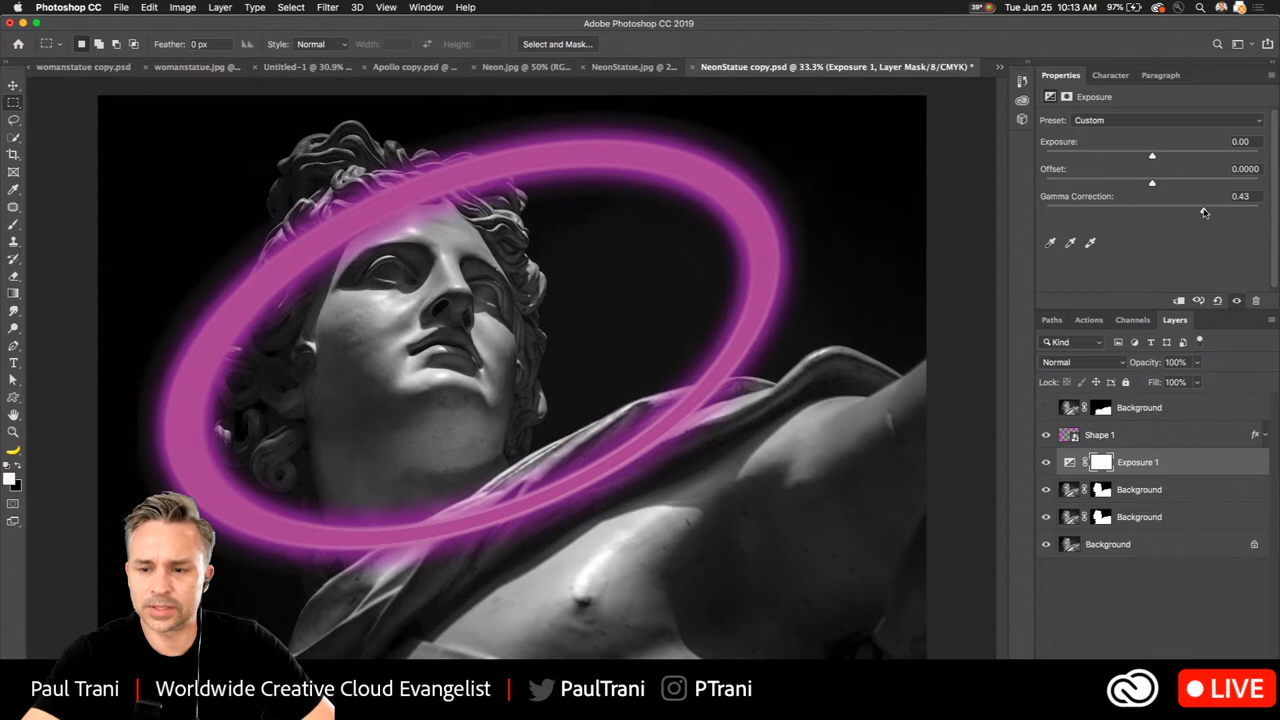 Photoshop CC File Edit Image Layer Type Select Filter 3D View Window Help 39° Tue Jun 25 10:13 AM 97%
Adobe Photoshop CC 2019
Feather: 0 px Style: Normal Width: Height: Select and Mask...
womanstatue copy.psd × womanstatue.jpg @... × Untitled-1 @ 30.9% ... × Apollo copy.psd @ ... × Neon.jpg @ 50% (RG... × NeonStatue.jpg @ 2... × NeonStatue copy.psd @ 33.3% (Exposure 1, Layer Mask/8/CMYK) * »
Properties Character Paragraph
Exposure
Preset: Custom
Exposure: 0.00
Offset: 0.0000
Gamma Correction: 0.43
Paths Actions Channels Layers
Kind
Normal Opacity: 100%
Lock: Fill: 100%
Background
Shape 1 fx
Exposure 1
Background
Background
Background
Paul Trani | Worldwide Creative Cloud Evangelist | PaulTrani PTrani LIVE